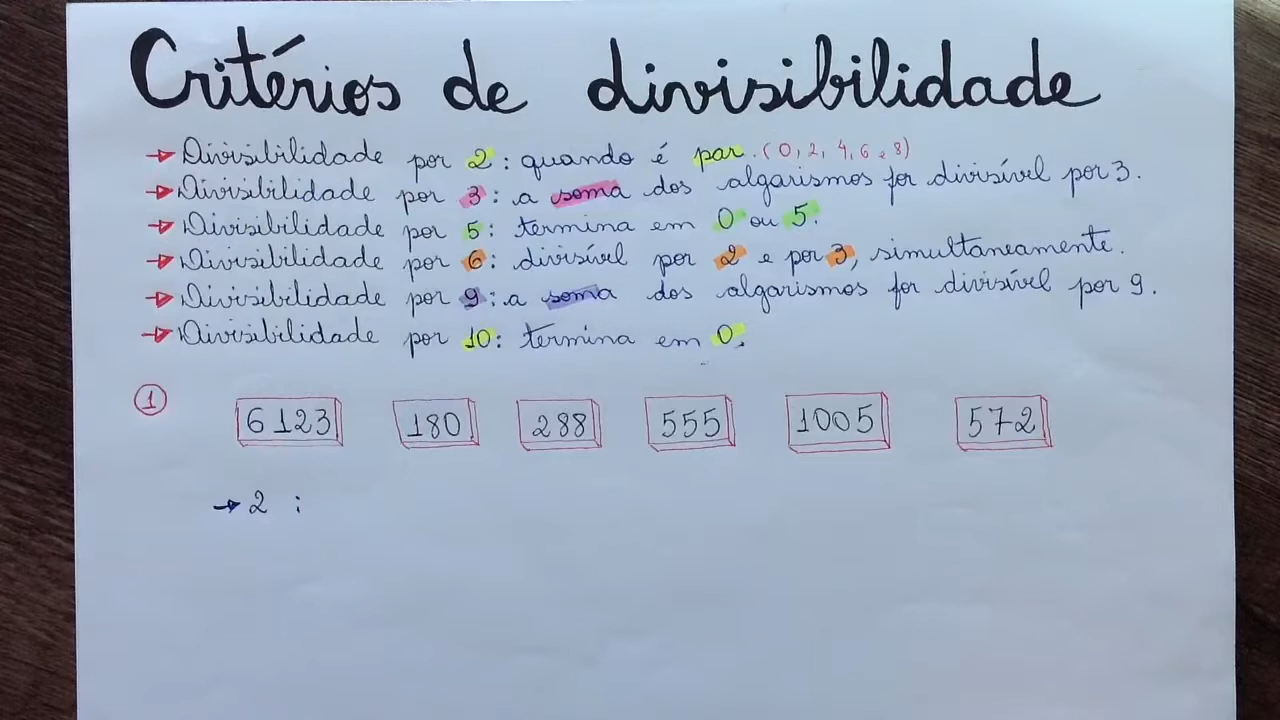 Critérios de divisibilidade
Divisibilidade por 2: quando é par. (0, 2, 4, 6 e 8)
Divisibilidade por 3: a soma dos algarismos for divisível por 3.
Divisibilidade por 5: termina em 0 ou 5.
Divisibilidade por 6: divisível por 2 e por 3, simultaneamente.
Divisibilidade por 9: a soma dos algarismos for divisível por 9.
Divisibilidade por 10: termina em 0.
1 6123 180 288 555 1005 572
→ 2 :